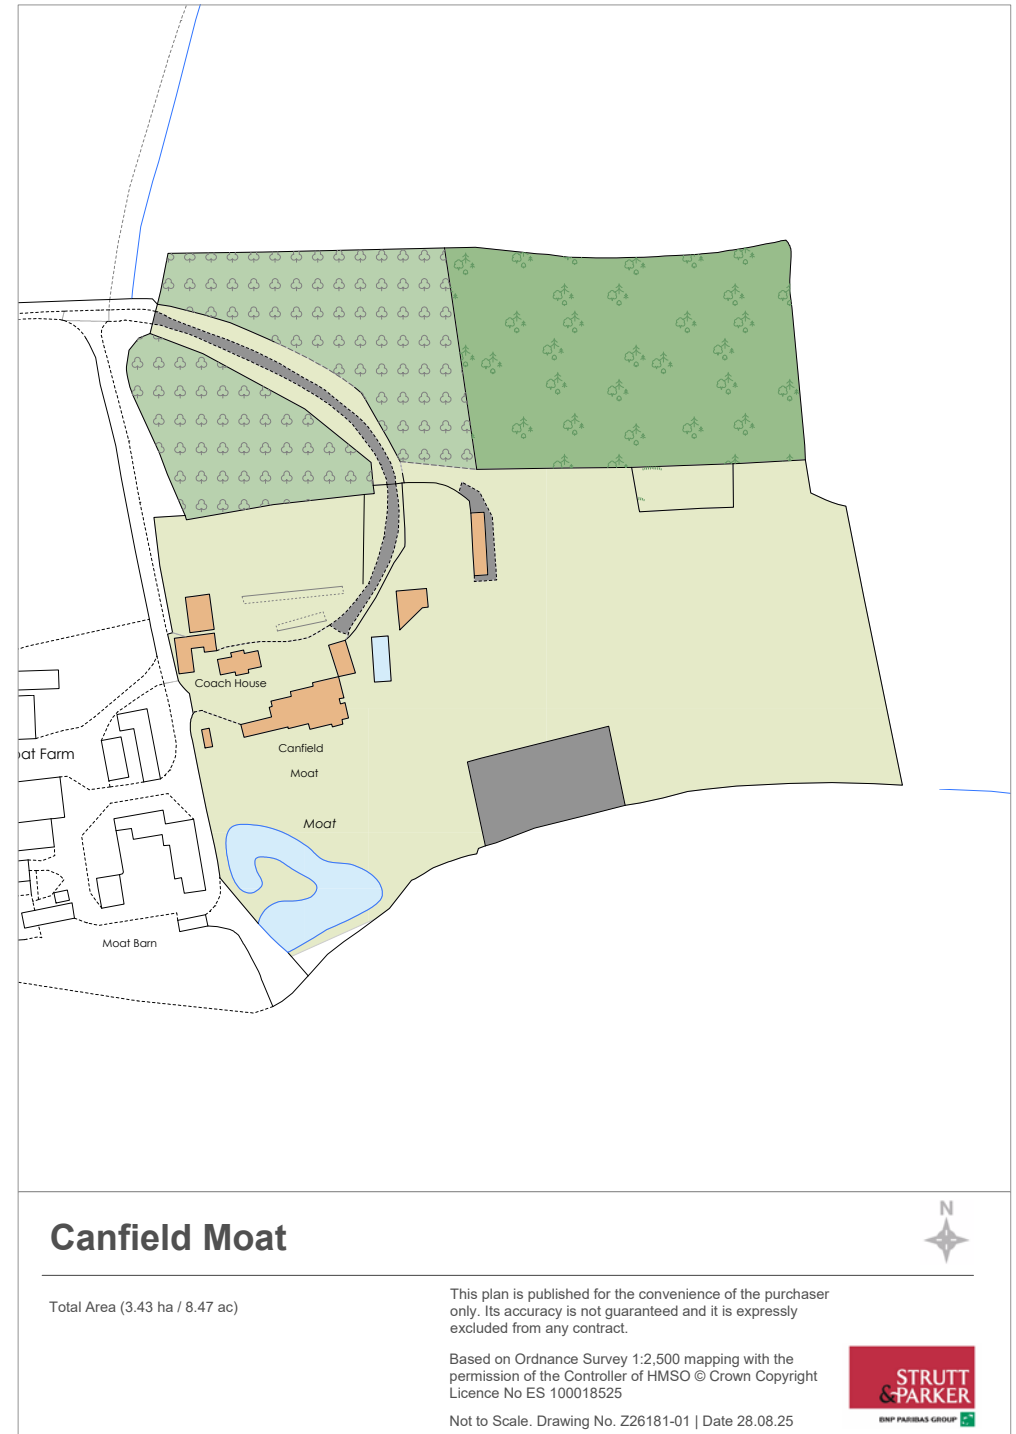 Coach House
Canfield
Moat
oat Farm
Moat
Moat Barn
Canfield Moat
N
Total Area (3.43 ha / 8.47 ac)
This plan is published for the convenience of the purchaser
only. Its accuracy is not guaranteed and it is expressly
excluded from any contract.
Based on Ordnance Survey 1:2,500 mapping with the
permission of the Controller of HMSO © Crown Copyright
Licence No ES 100018525
Not to Scale. Drawing No. Z26181-01 | Date 28.08.25
STRUTT
&PARKER
BNP PARIBAS GROUP